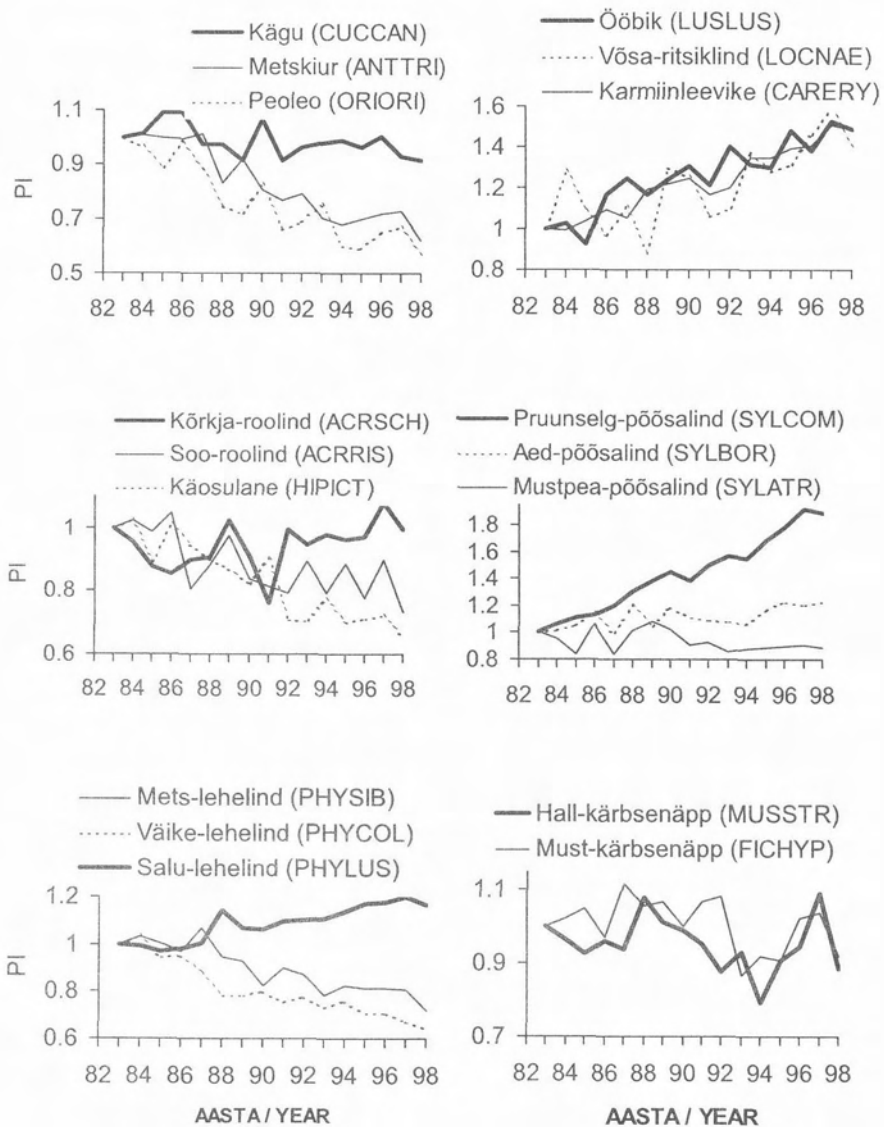 Kägu (CUCCAN)
Metskiur (ANTTRI)
Peoleo (ORIORI)
PI
1.1
0.9
0.7
0.5
82 84 86 88 90 92 94 96 98
Ööbik (LUSLUS)
Võsa-ritsiklind (LOCNAE)
Karmiinleevike (CARERY)
1.6
1.4
1.2
1
0.8
82 84 86 88 90 92 94 96 98
Kõrkja-roolind (ACRSCH)
Soo-roolind (ACRRIS)
Käosulane (HIPICT)
PI
1
0.8
0.6
82 84 86 88 90 92 94 96 98
Pruunselg-põõsalind (SYLCOM)
Aed-põõsalind (SYLBOR)
Mustpea-põõsalind (SYLATR)
1.8
1.6
1.4
1.2
1
0.8
82 84 86 88 90 92 94 96 98
Mets-lehelind (PHYSIB)
Väike-lehelind (PHYCOL)
Salu-lehelind (PHYLUS)
PI
1.2
1
0.8
0.6
82 84 86 88 90 92 94 96 98
AASTA / YEAR
Hall-kärbsenäpp (MUSSTR)
Must-kärbsenäpp (FICHYP)
1.1
0.9
0.7
82 84 86 88 90 92 94 96 98
AASTA / YEAR